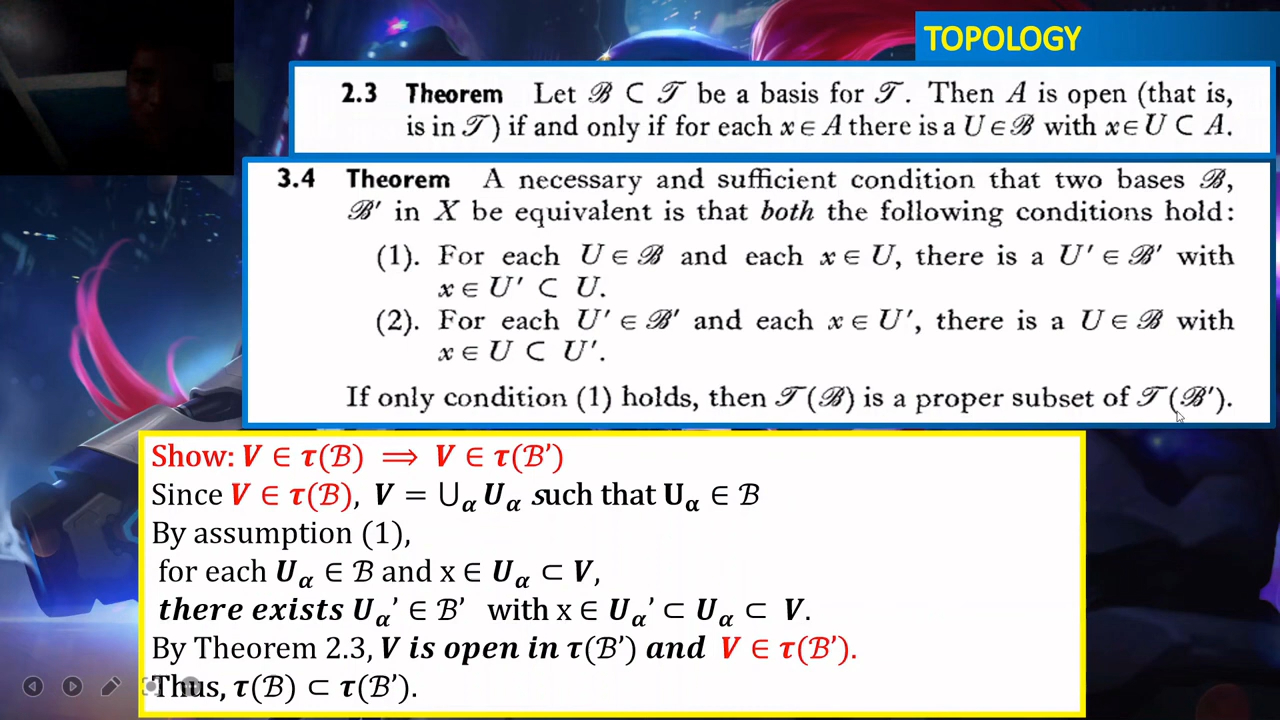 TOPOLOGY
2.3 Theorem Let ℬ ⊂ 𝒯 be a basis for 𝒯. Then A is open (that is,
is in 𝒯) if and only if for each x ∈ A there is a U ∈ ℬ with x ∈ U ⊂ A.
3.4 Theorem A necessary and sufficient condition that two bases ℬ,
ℬ' in X be equivalent is that both the following conditions hold:
(1). For each U ∈ ℬ and each x ∈ U, there is a U' ∈ ℬ' with
x ∈ U' ⊂ U.
(2). For each U' ∈ ℬ' and each x ∈ U', there is a U ∈ ℬ with
x ∈ U ⊂ U'.
If only condition (1) holds, then 𝒯(ℬ) is a proper subset of 𝒯(ℬ').
Show: V ∈ τ(ℬ) ⟹ V ∈ τ(ℬ')
Since V ∈ τ(ℬ), V = ⋃α Uα such that Uα ∈ ℬ
By assumption (1),
for each Uα ∈ ℬ and x ∈ Uα ⊂ V,
there exists Uα' ∈ ℬ' with x ∈ Uα' ⊂ Uα ⊂ V.
By Theorem 2.3, V is open in τ(ℬ') and V ∈ τ(ℬ').
Thus, τ(ℬ) ⊂ τ(ℬ').